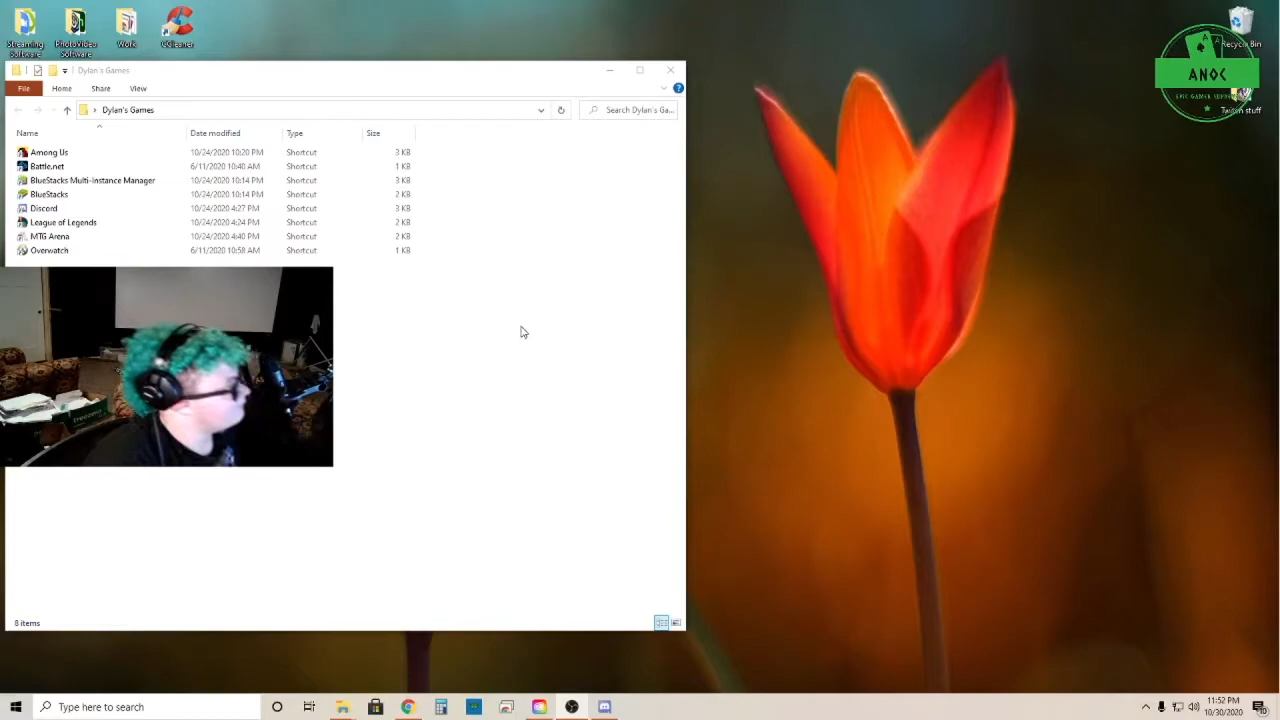 Streaming Software
PhotoVideo Software
Work
CCleaner
Recycle Bin
ANOC
Twitch stuff
Dylan's Games
File Home Share View
Dylan's Games
Search Dylan's Ga...
Name Date modified Type Size
Among Us 10/24/2020 10:20 PM Shortcut 3 KB
Battle.net 6/11/2020 10:40 AM Shortcut 1 KB
BlueStacks Multi-Instance Manager 10/24/2020 10:14 PM Shortcut 3 KB
BlueStacks 10/24/2020 10:14 PM Shortcut 2 KB
Discord 10/24/2020 4:27 PM Shortcut 3 KB
League of Legends 10/24/2020 4:24 PM Shortcut 2 KB
MTG Arena 10/24/2020 4:40 PM Shortcut 2 KB
Overwatch 6/11/2020 10:58 AM Shortcut 1 KB
8 items
Type here to search
11:52 PM
10/30/2020